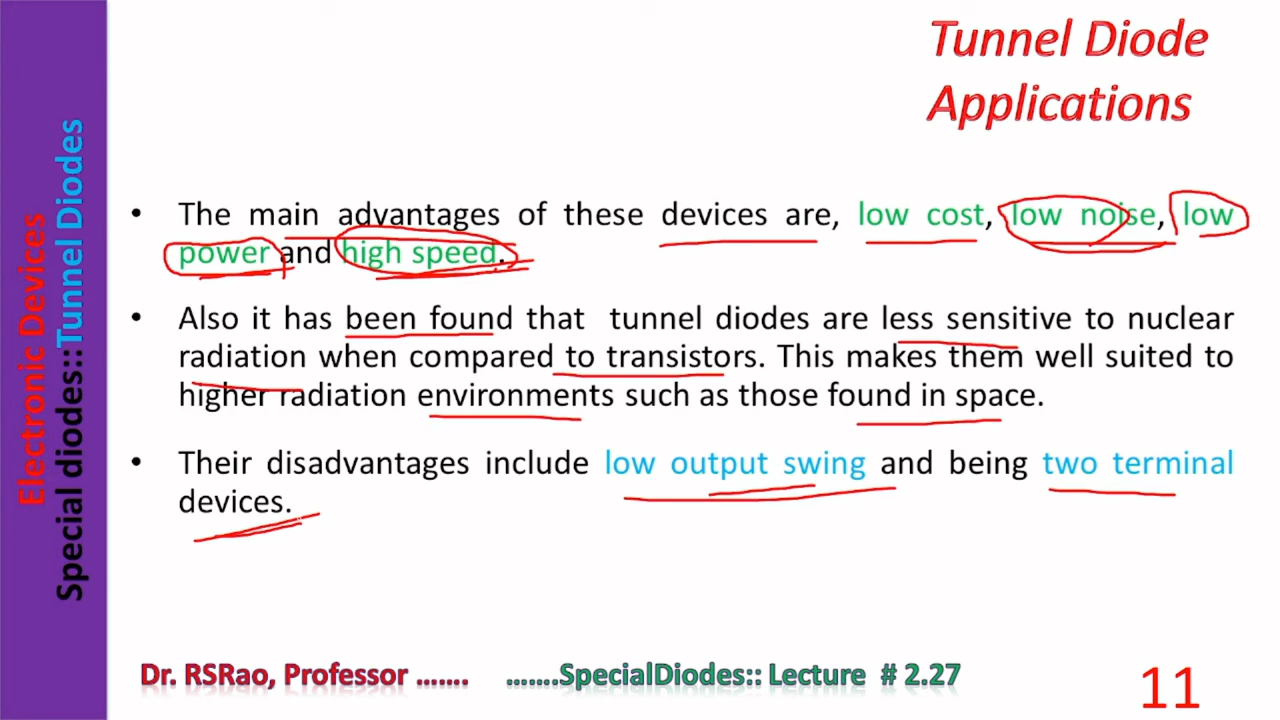 Tunnel Diode
Applications
Electronic Devices
Special diodes::Tunnel Diodes
• The main advantages of these devices are, low cost, low noise, low
power and high speed.
• Also it has been found that tunnel diodes are less sensitive to nuclear
radiation when compared to transistors. This makes them well suited to
higher radiation environments such as those found in space.
• Their disadvantages include low output swing and being two terminal
devices.
Dr. RSRao, Professor ....... .......SpecialDiodes:: Lecture # 2.27
11